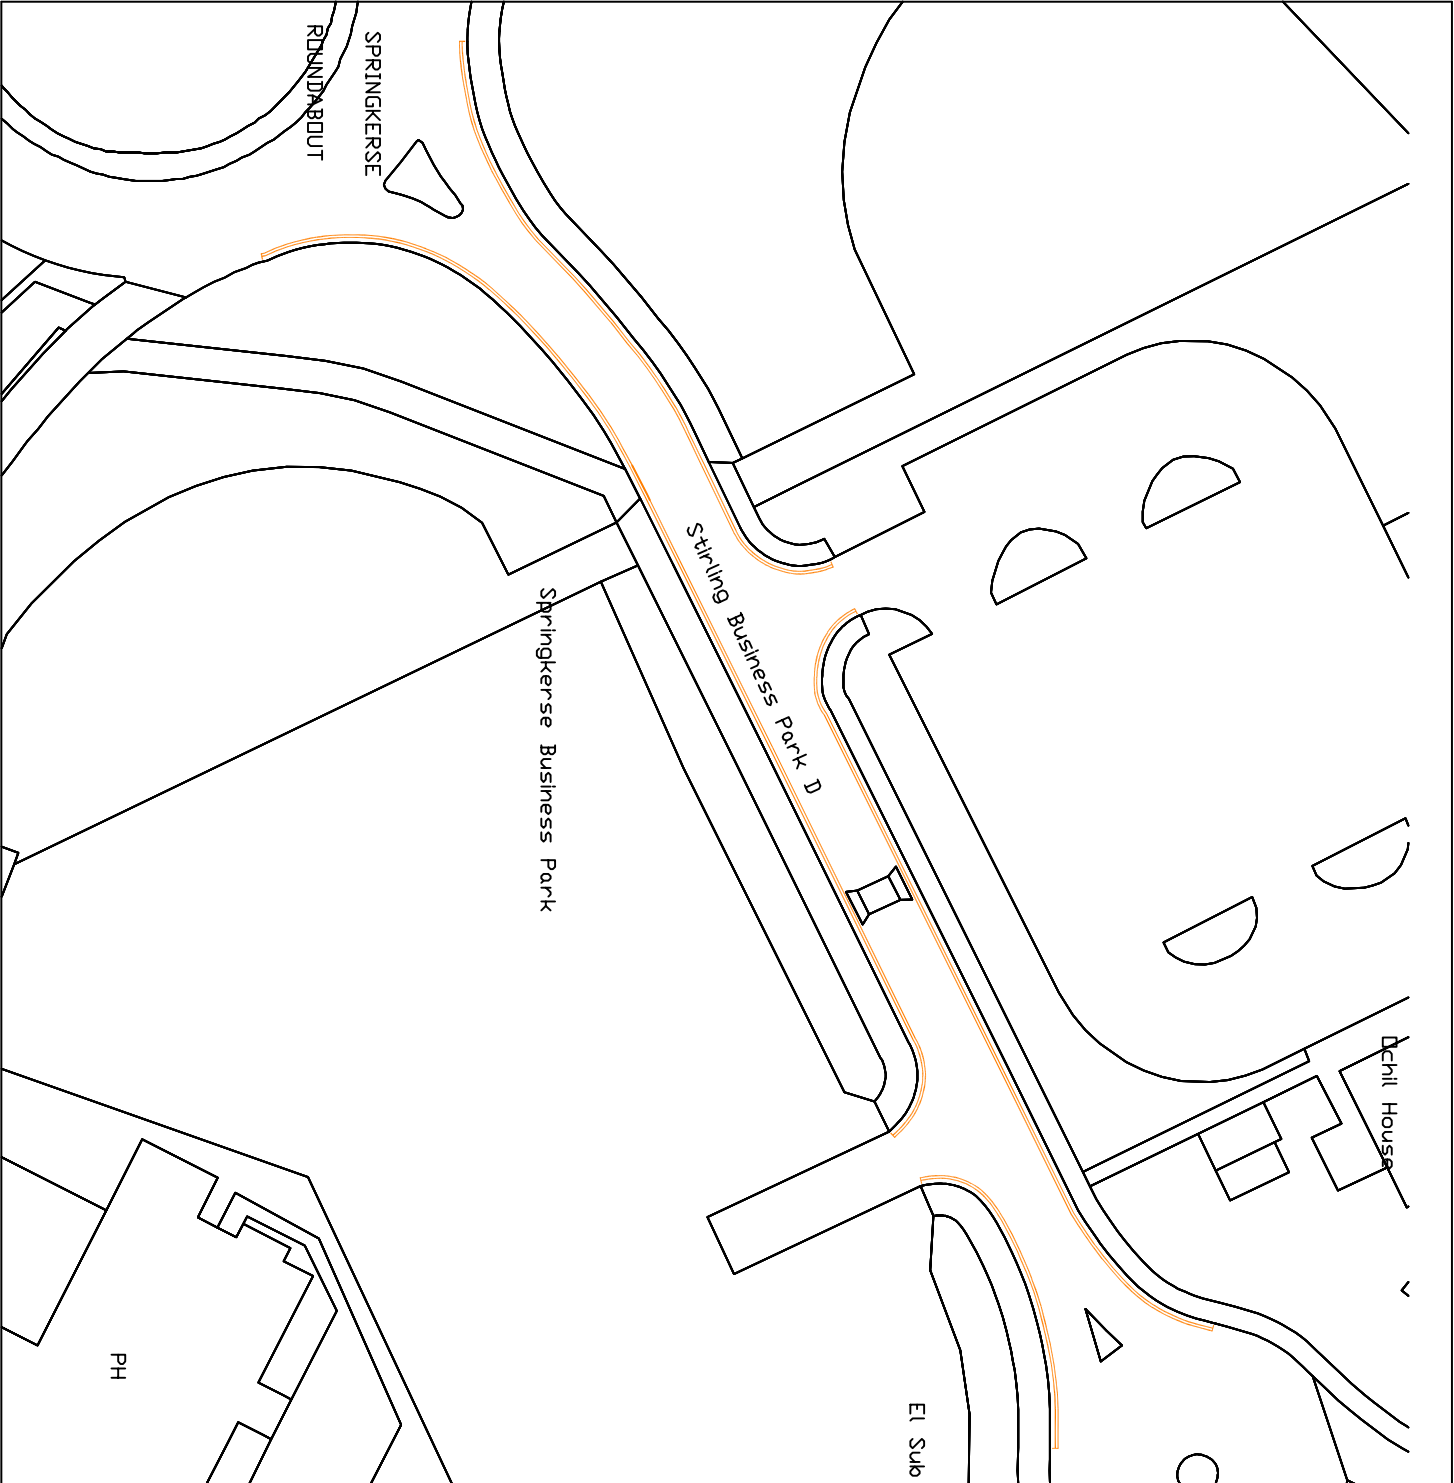 SPRINGKERSE
ROUNDABOUT
Stirling Business Park D
Springkerse Business Park
Ochil House
PH
El Sub